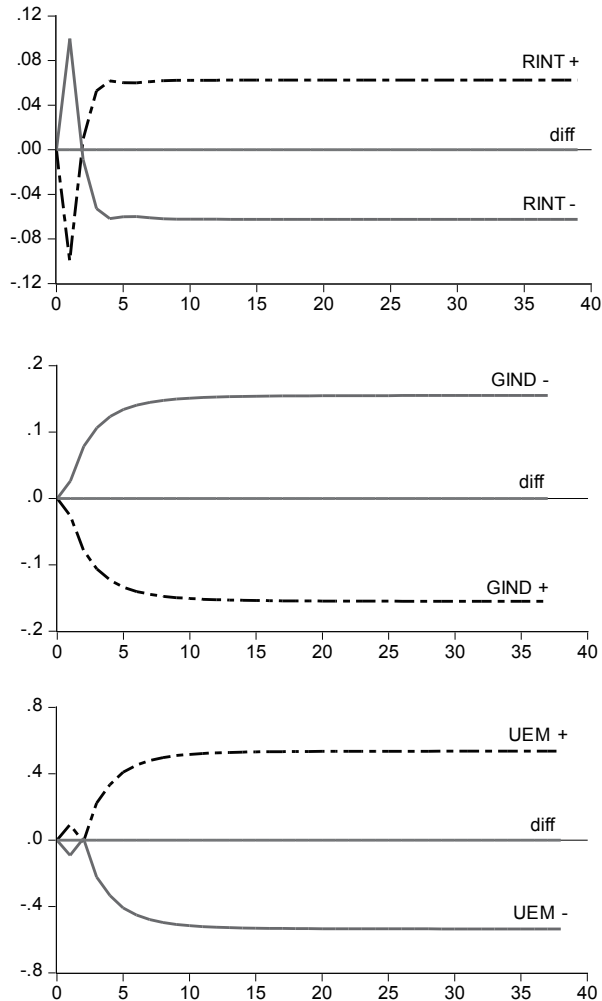 .12
.08
.04
.00
-.04
-.08
-.12
RINT +
diff
RINT -
0 5 10 15 20 25 30 35 40
.2
.1
.0
-.1
-.2
GIND -
diff
GIND +
0 5 10 15 20 25 30 35 40
.8
.4
.0
-.4
-.8
UEM +
diff
UEM -
0 5 10 15 20 25 30 35 40